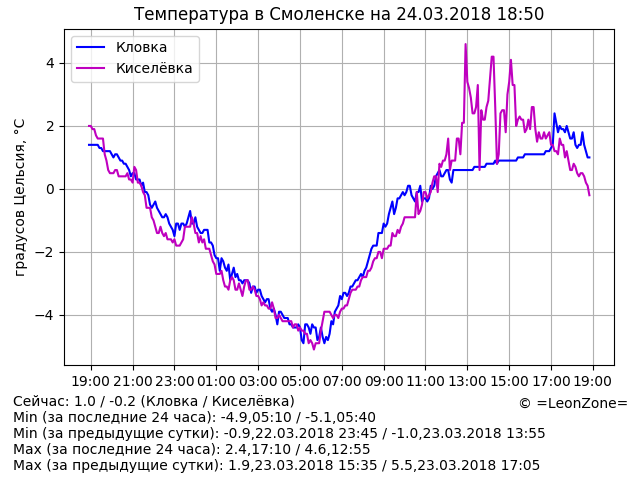 Температура в Смоленске на 24.03.2018 18:50
Кловка
Киселёвка
градусов Цельсия, °C
4
2
0
−2
−4
19:00 21:00 23:00 01:00 03:00 05:00 07:00 09:00 11:00 13:00 15:00 17:00 19:00
Сейчас: 1.0 / -0.2 (Кловка / Киселёвка)
© =LeonZone=
Min (за последние 24 часа): -4.9,05:10 / -5.1,05:40
Min (за предыдущие сутки): -0.9,22.03.2018 23:45 / -1.0,23.03.2018 13:55
Max (за последние 24 часа): 2.4,17:10 / 4.6,12:55
Max (за предыдущие сутки): 1.9,23.03.2018 15:35 / 5.5,23.03.2018 17:05